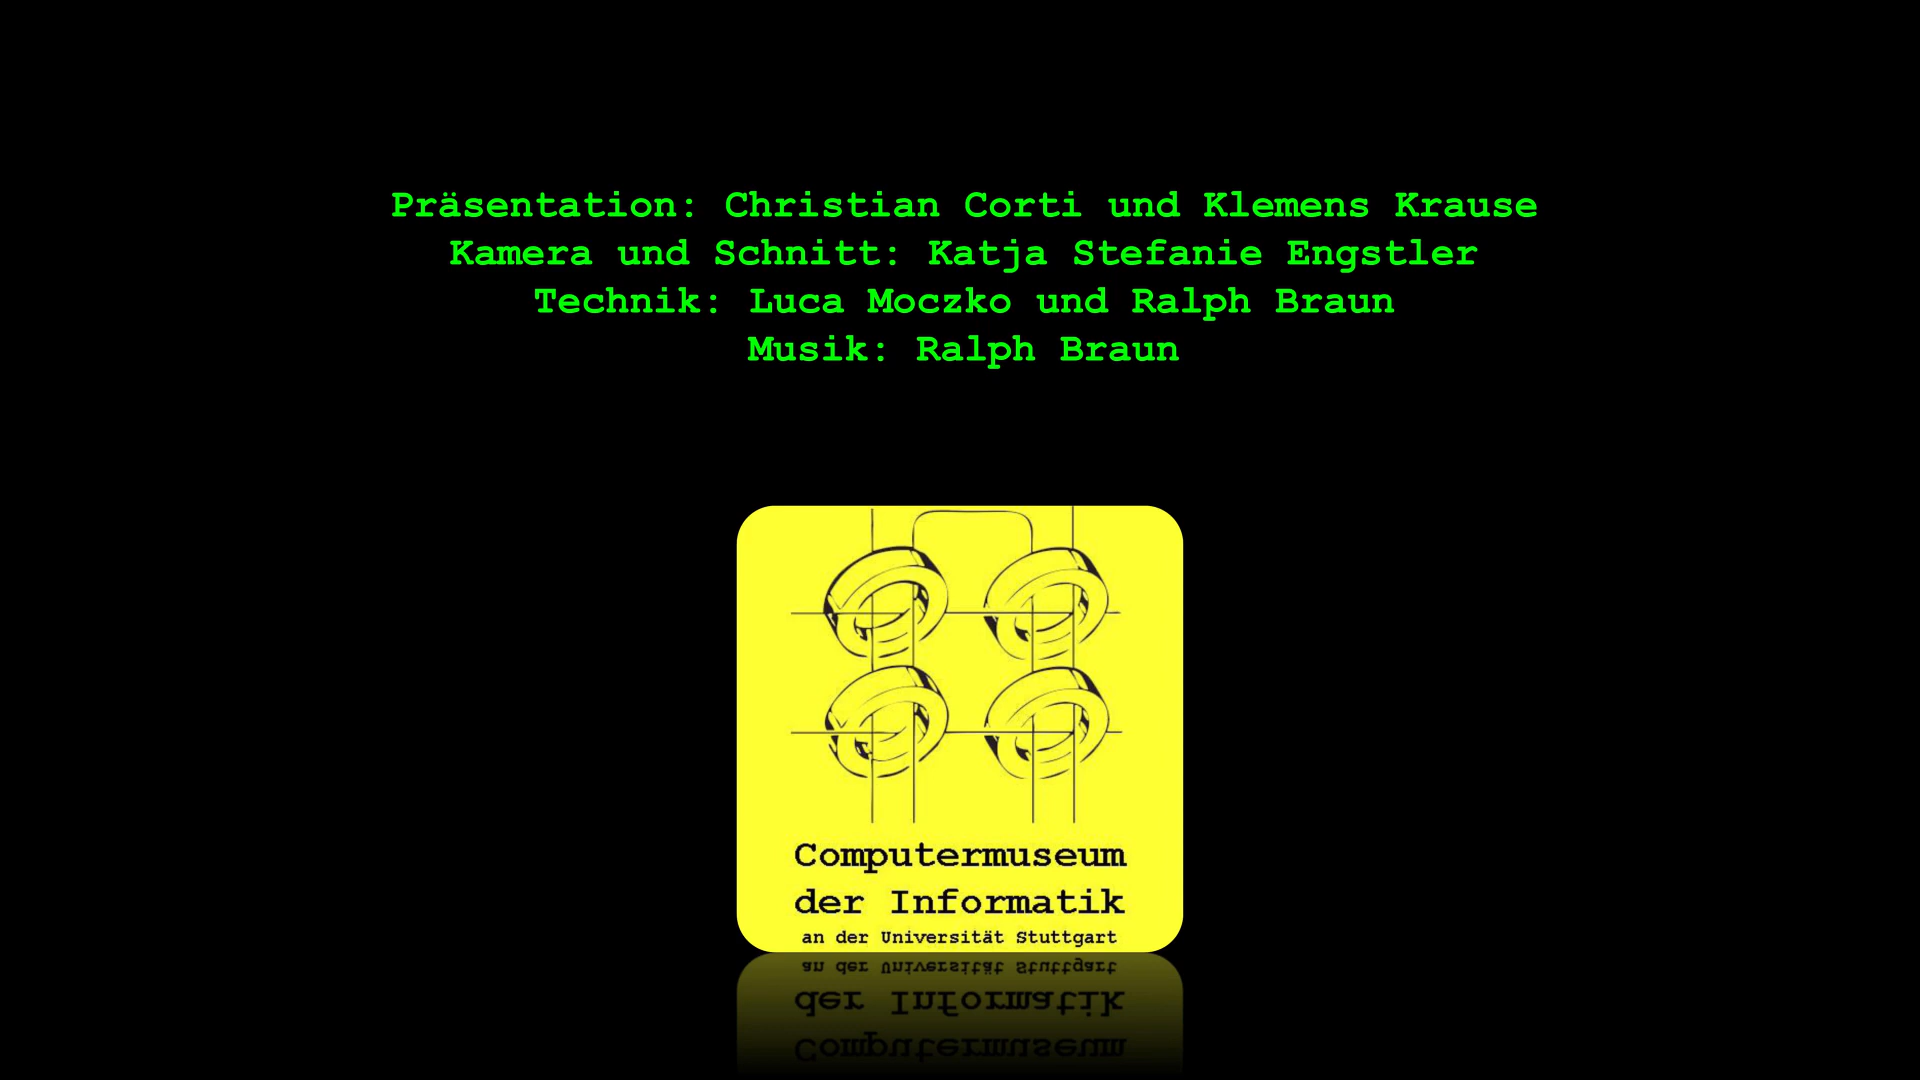 Präsentation: Christian Corti und Klemens Krause
Kamera und Schnitt: Katja Stefanie Engstler
Technik: Luca Moczko und Ralph Braun
Musik: Ralph Braun
Computermuseum
der Informatik
an der Universität Stuttgart